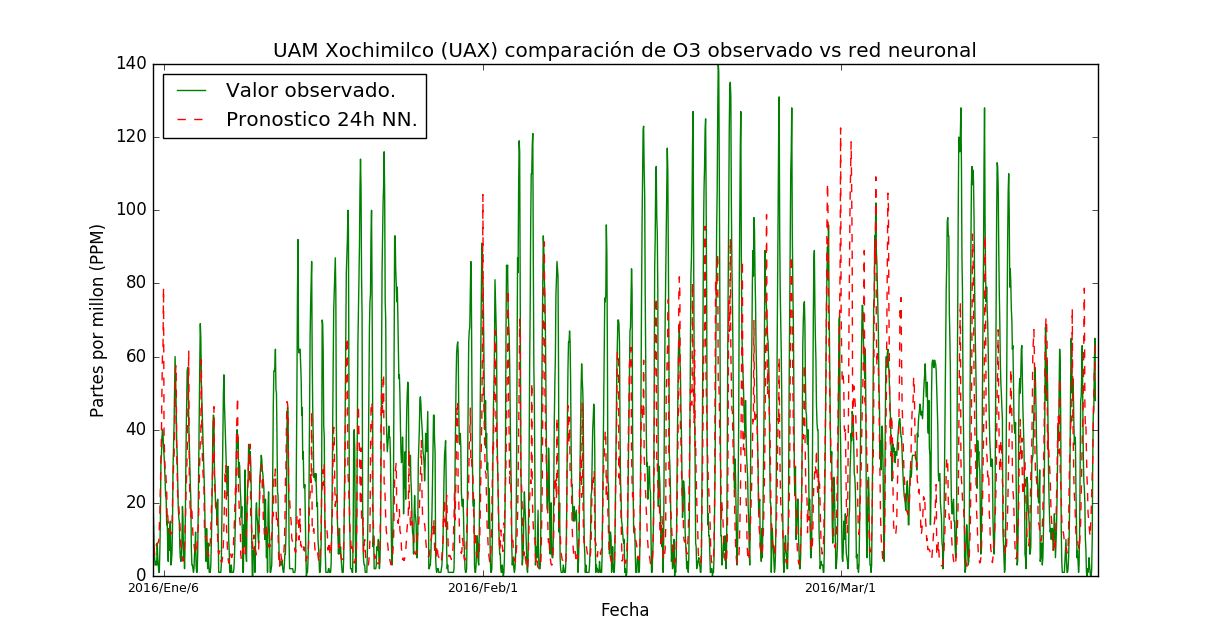 UAM Xochimilco (UAX) comparación de O3 observado vs red neuronal
Valor observado.
Pronostico 24h NN.
Partes por millon (PPM)
140
120
100
80
60
40
20
0
2016/Ene/6
2016/Feb/1
2016/Mar/1
Fecha